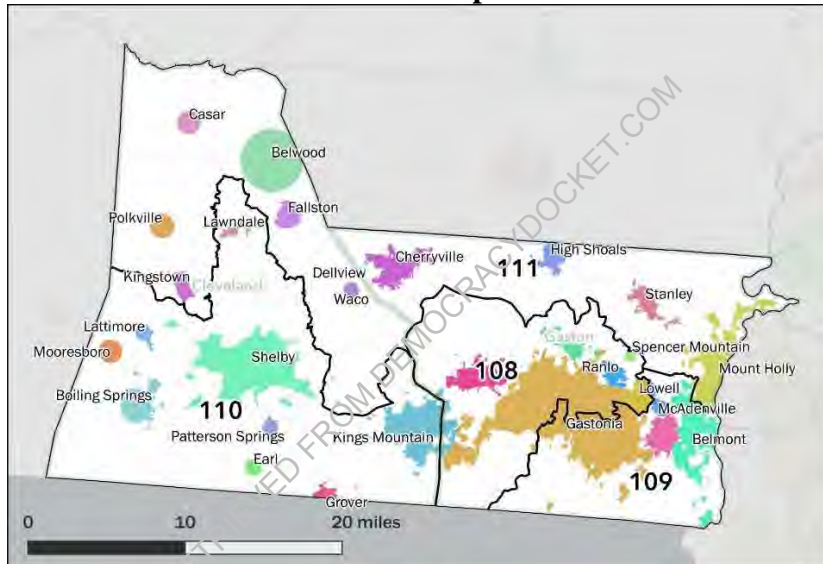 Casar
Belwood
Polkville
Lawndale
Fallston
Cherryville
High Shoals
111
Kingstown
Cleveland
Dellview
Waco
Stanley
Lattimore
Mooresboro
Shelby
Gaston
Spencer Mountain
Mount Holly
108
Ranlo
Lowell
McAdenville
Boiling Springs
110
Patterson Springs
Kings Mountain
Gastonia
Belmont
Earl
109
Grover
0 10 20 miles
FROM DEMOCRACYDOCKET.COM